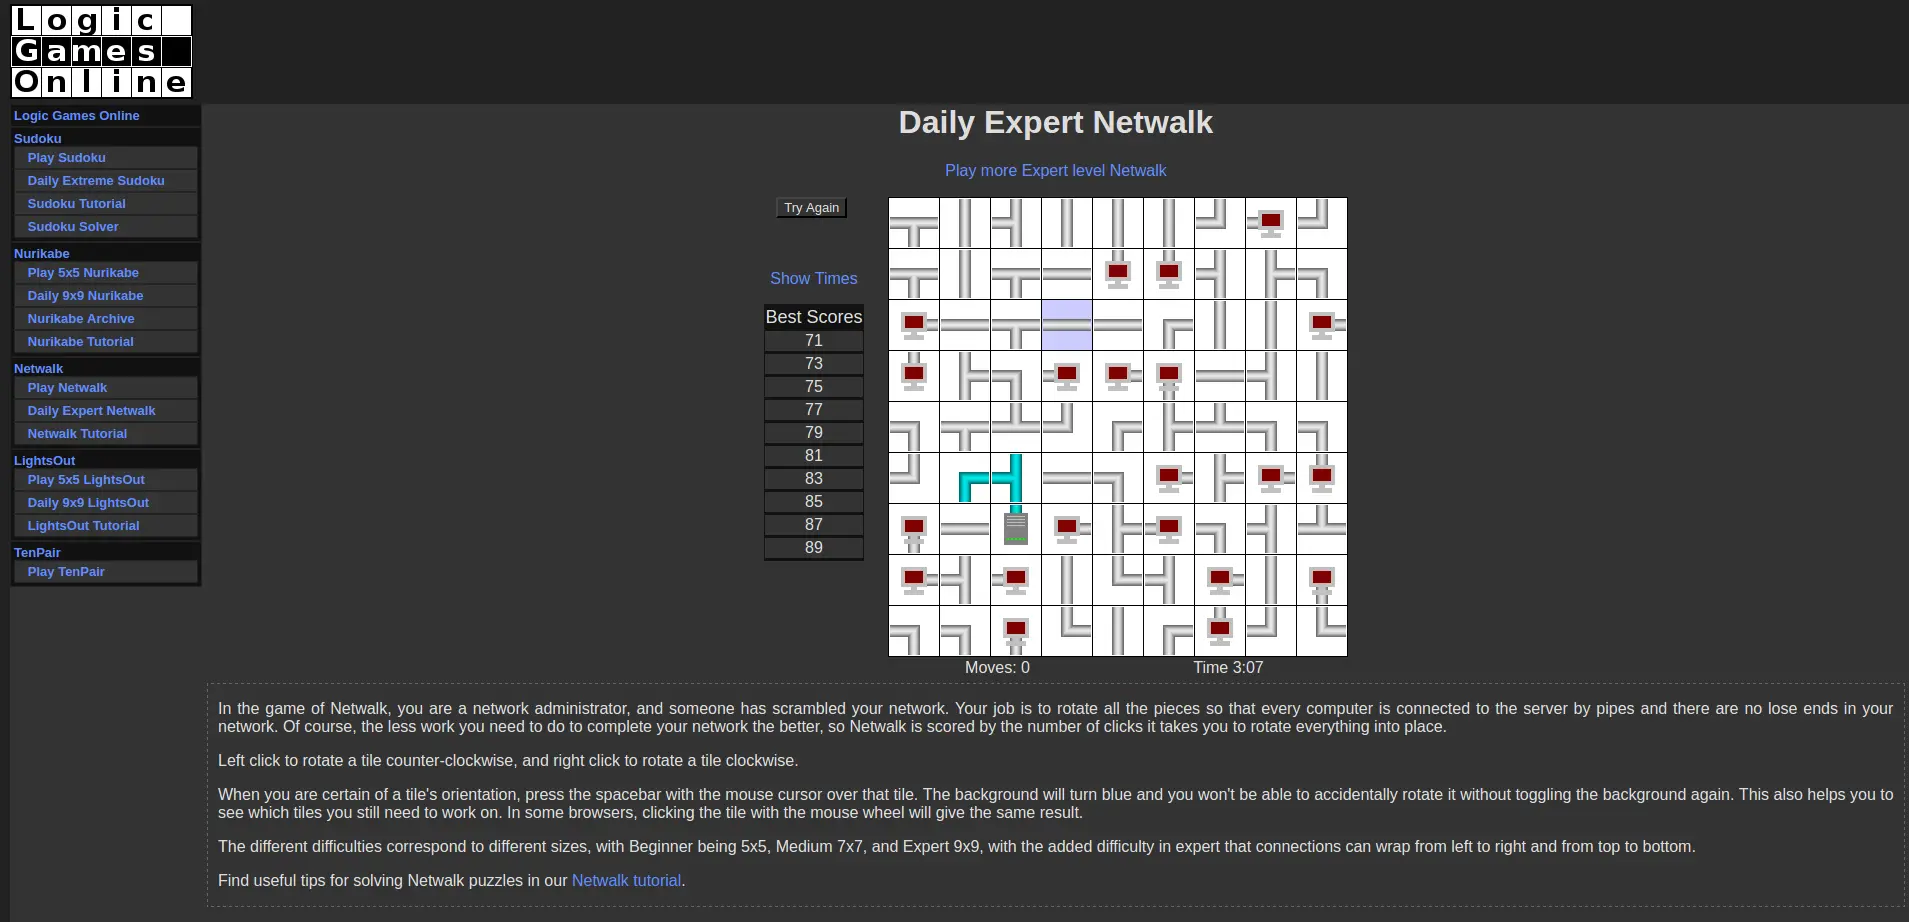 Logic
Games
Online
Logic Games Online
Sudoku
Play Sudoku
Daily Extreme Sudoku
Sudoku Tutorial
Sudoku Solver
Nurikabe
Play 5x5 Nurikabe
Daily 9x9 Nurikabe
Nurikabe Archive
Nurikabe Tutorial
Netwalk
Play Netwalk
Daily Expert Netwalk
Netwalk Tutorial
LightsOut
Play 5x5 LightsOut
Daily 9x9 LightsOut
LightsOut Tutorial
TenPair
Play TenPair
Daily Expert Netwalk
Play more Expert level Netwalk
Try Again
Show Times
Best Scores
71
73
75
77
79
81
83
85
87
89
Moves: 0
Time 3:07
In the game of Netwalk, you are a network administrator, and someone has scrambled your network. Your job is to rotate all the pieces so that every computer is connected to the server by pipes and there are no lose ends in your
network. Of course, the less work you need to do to complete your network the better, so Netwalk is scored by the number of clicks it takes you to rotate everything into place.
Left click to rotate a tile counter-clockwise, and right click to rotate a tile clockwise.
When you are certain of a tile's orientation, press the spacebar with the mouse cursor over that tile. The background will turn blue and you won't be able to accidentally rotate it without toggling the background again. This also helps you to
see which tiles you still need to work on. In some browsers, clicking the tile with the mouse wheel will give the same result.
The different difficulties correspond to different sizes, with Beginner being 5x5, Medium 7x7, and Expert 9x9, with the added difficulty in expert that connections can wrap from left to right and from top to bottom.
Find useful tips for solving Netwalk puzzles in our Netwalk tutorial.